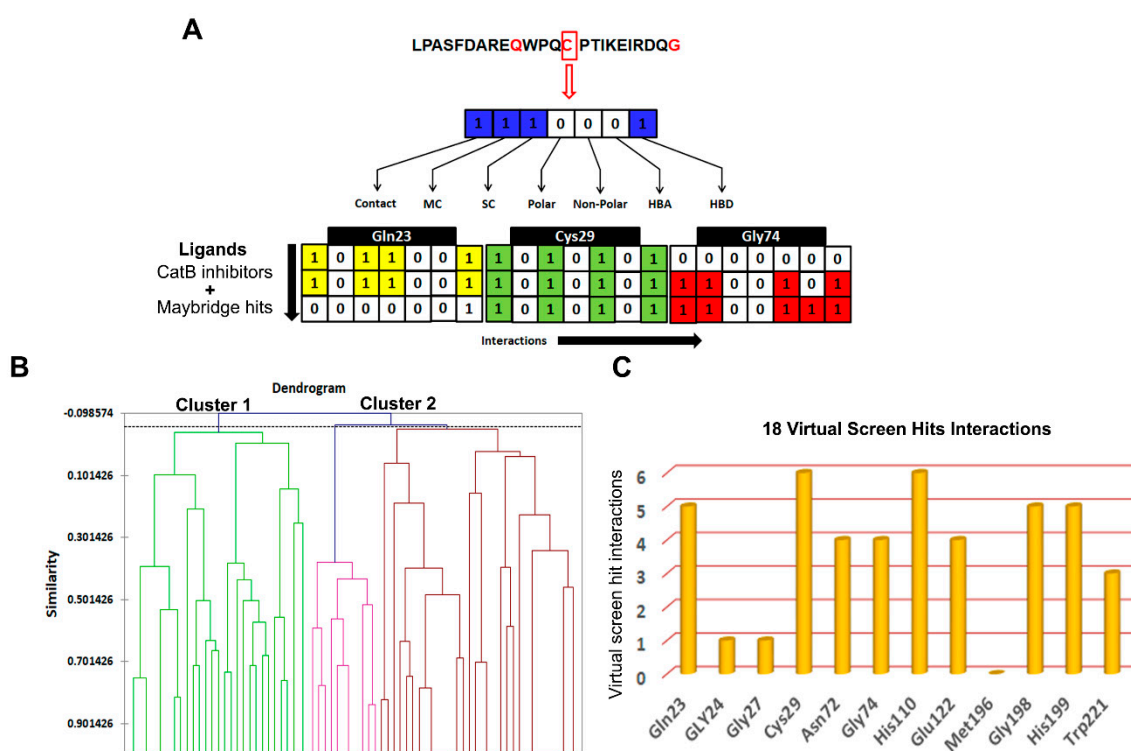 A
LPASFDAREQWPQCPTIKEIRDQG
1 1 1 0 0 0 1
Contact MC SC Polar Non-Polar HBA HBD
Gln23 Cys29 Gly74
Ligands
CatB inhibitors
+
Maybridge hits
1 0 1 1 0 0 1 1 0 1 0 1 0 1 0 0 0 0 0 0 0
1 0 1 1 0 0 1 1 0 1 0 1 0 1 1 1 0 0 1 0 1
0 0 0 0 0 0 1 1 0 1 0 1 0 1 1 1 0 0 1 1 1
Interactions
B
Dendrogram
Cluster 1 Cluster 2
Similarity
-0.098574
0.101426
0.301426
0.501426
0.701426
0.901426
C
18 Virtual Screen Hits Interactions
Virtual screen hit interactions
6
5
4
3
2
1
0
Gln23 GLY24 Gly27 Cys29 Asn72 Gly74 His110 Glu122 Met196 Gly198 His199 Trp221